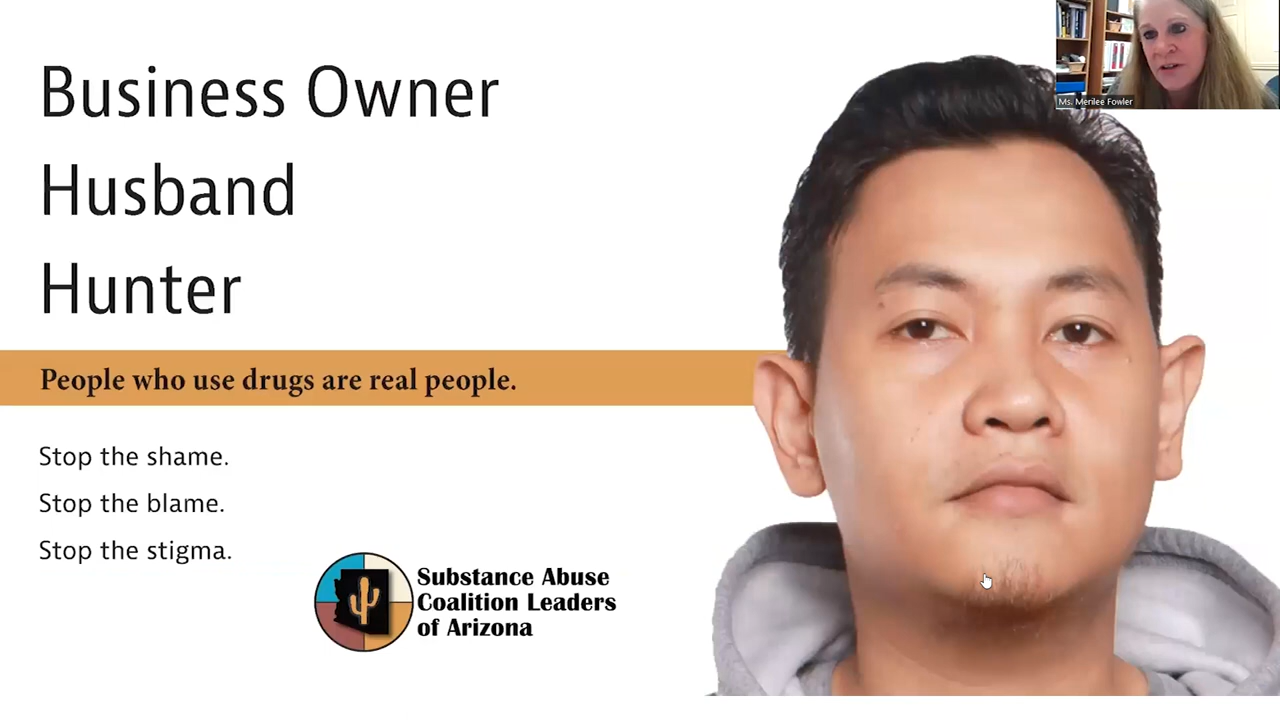 Business Owner
Husband
Hunter
People who use drugs are real people.
Stop the shame.
Stop the blame.
Stop the stigma.
Substance Abuse
Coalition Leaders
of Arizona
Ms. Merilee Fowler